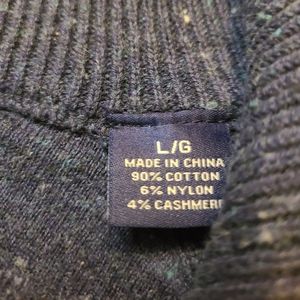 L/G
MADE IN CHINA
90% COTTON
6% NYLON
4% CASHMERE